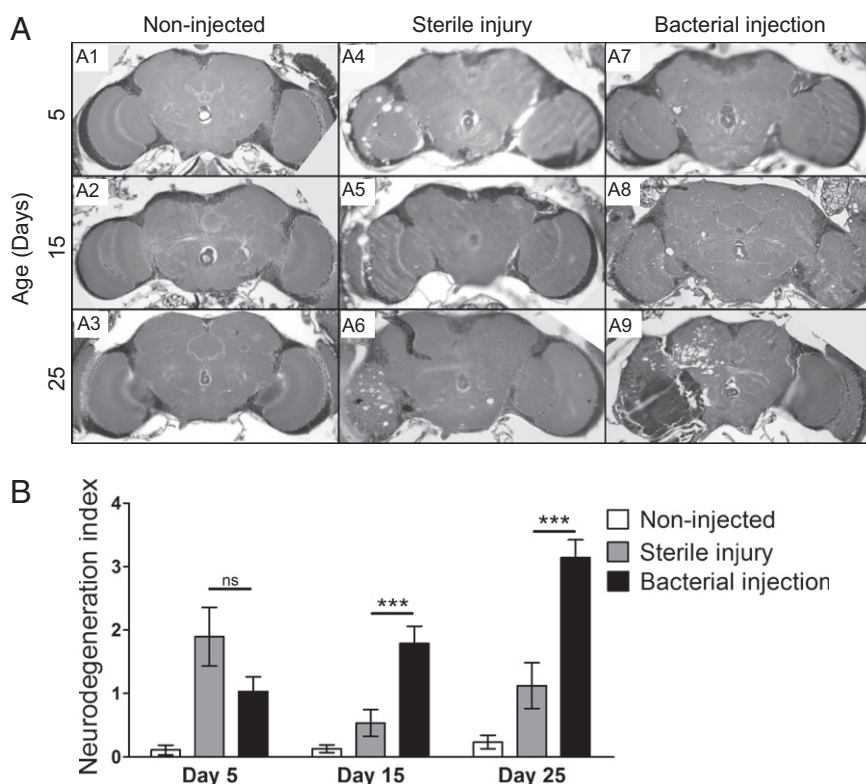 A
Non-injected
Sterile injury
Bacterial injection
A1
A4
A7
5
A2
A5
A8
15
A3
A6
A9
25
Age (Days)
B
Neurodegeneration index
4
3
2
1
0
ns
***
***
Non-injected
Sterile injury
Bacterial injection
Day 5
Day 15
Day 25